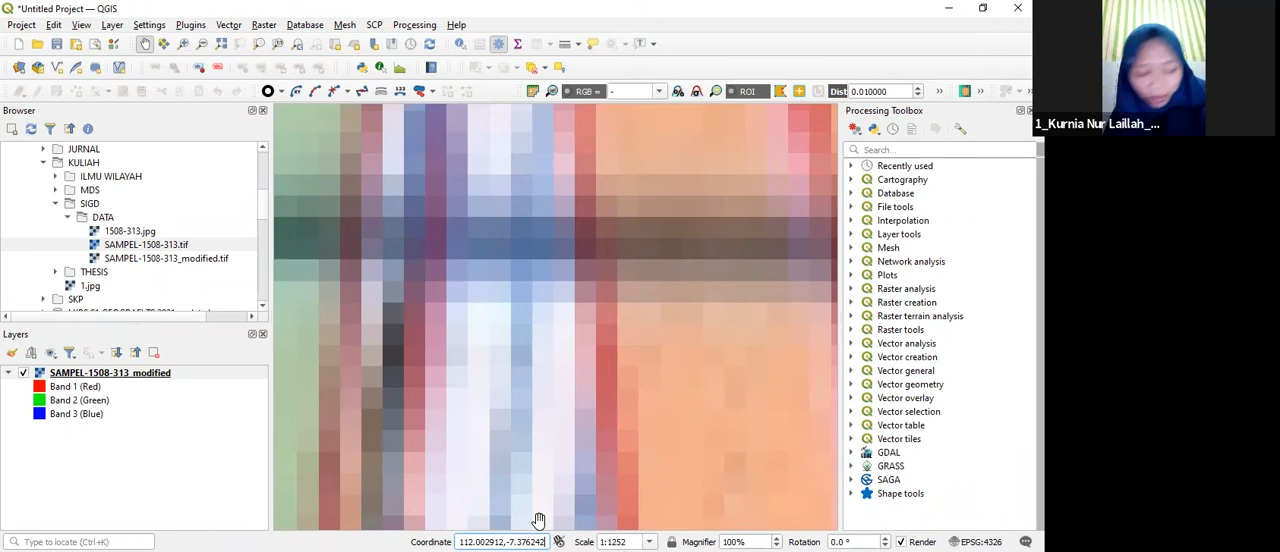 *Untitled Project — QGIS
Project Edit View Layer Settings Plugins Vector Raster Database Mesh SCP Processing Help
RGB = - ROI Dist 0.010000
Browser
JURNAL
KULIAH
ILMU WILAYAH
MDS
SIGD
DATA
1508-313.jpg
SAMPEL-1508-313.tif
SAMPEL-1508-313_modified.tif
THESIS
1.jpg
SKP
Layers
SAMPEL-1508-313_modified
Band 1 (Red)
Band 2 (Green)
Band 3 (Blue)
Processing Toolbox
Search...
Recently used
Cartography
Database
File tools
Interpolation
Layer tools
Mesh
Network analysis
Plots
Raster analysis
Raster creation
Raster terrain analysis
Raster tools
Vector analysis
Vector creation
Vector general
Vector geometry
Vector overlay
Vector selection
Vector table
Vector tiles
GDAL
GRASS
SAGA
Shape tools
1_Kurnia Nur Laillah_...
Type to locate (Ctrl+K) Coordinate 112.002912,-7.376242 Scale 1:1252 Magnifier 100% Rotation 0.0 ° Render EPSG:4326